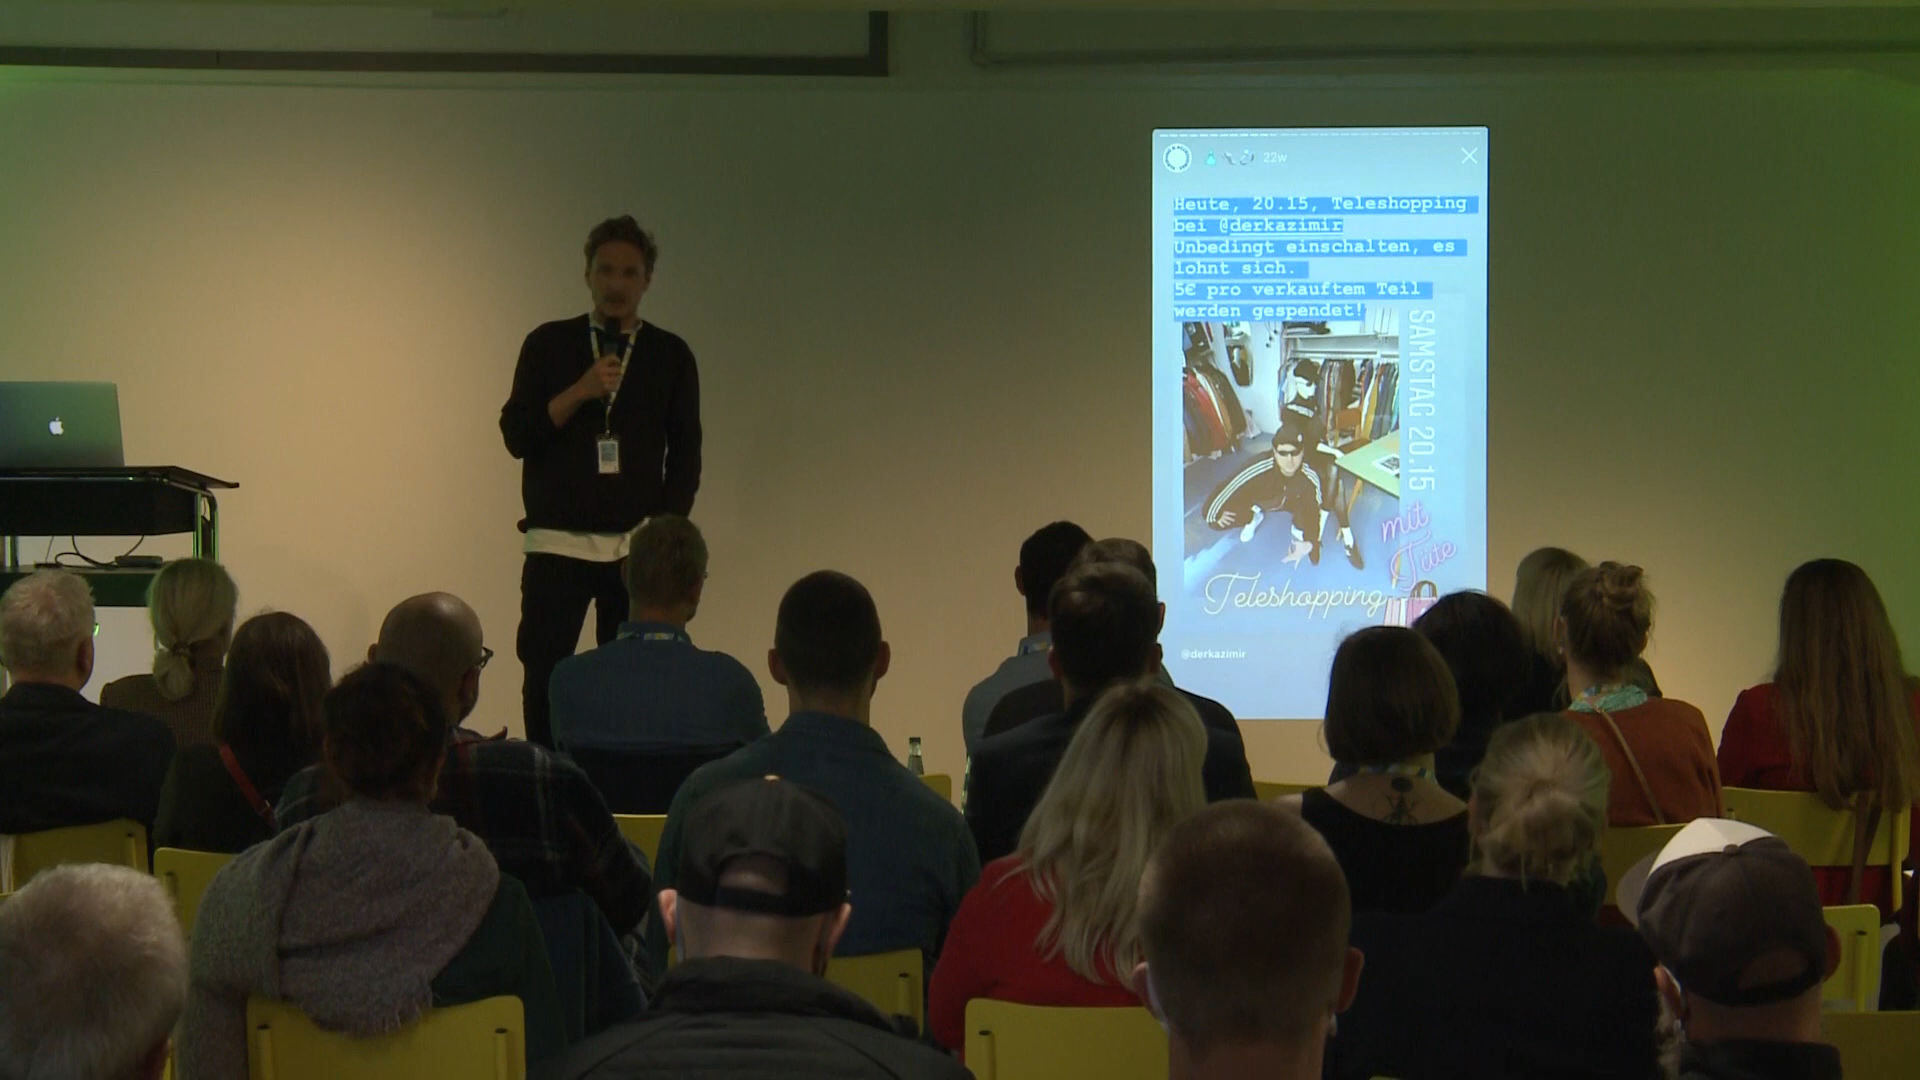 22w
Heute, 20.15, Teleshopping
bei @derkazimir
Unbedingt einschalten, es
lohnt sich.
5€ pro verkauftem Teil
werden gespendet!
SAMSTAG 20.15
mit
Tüte
Teleshopping
@derkazimir